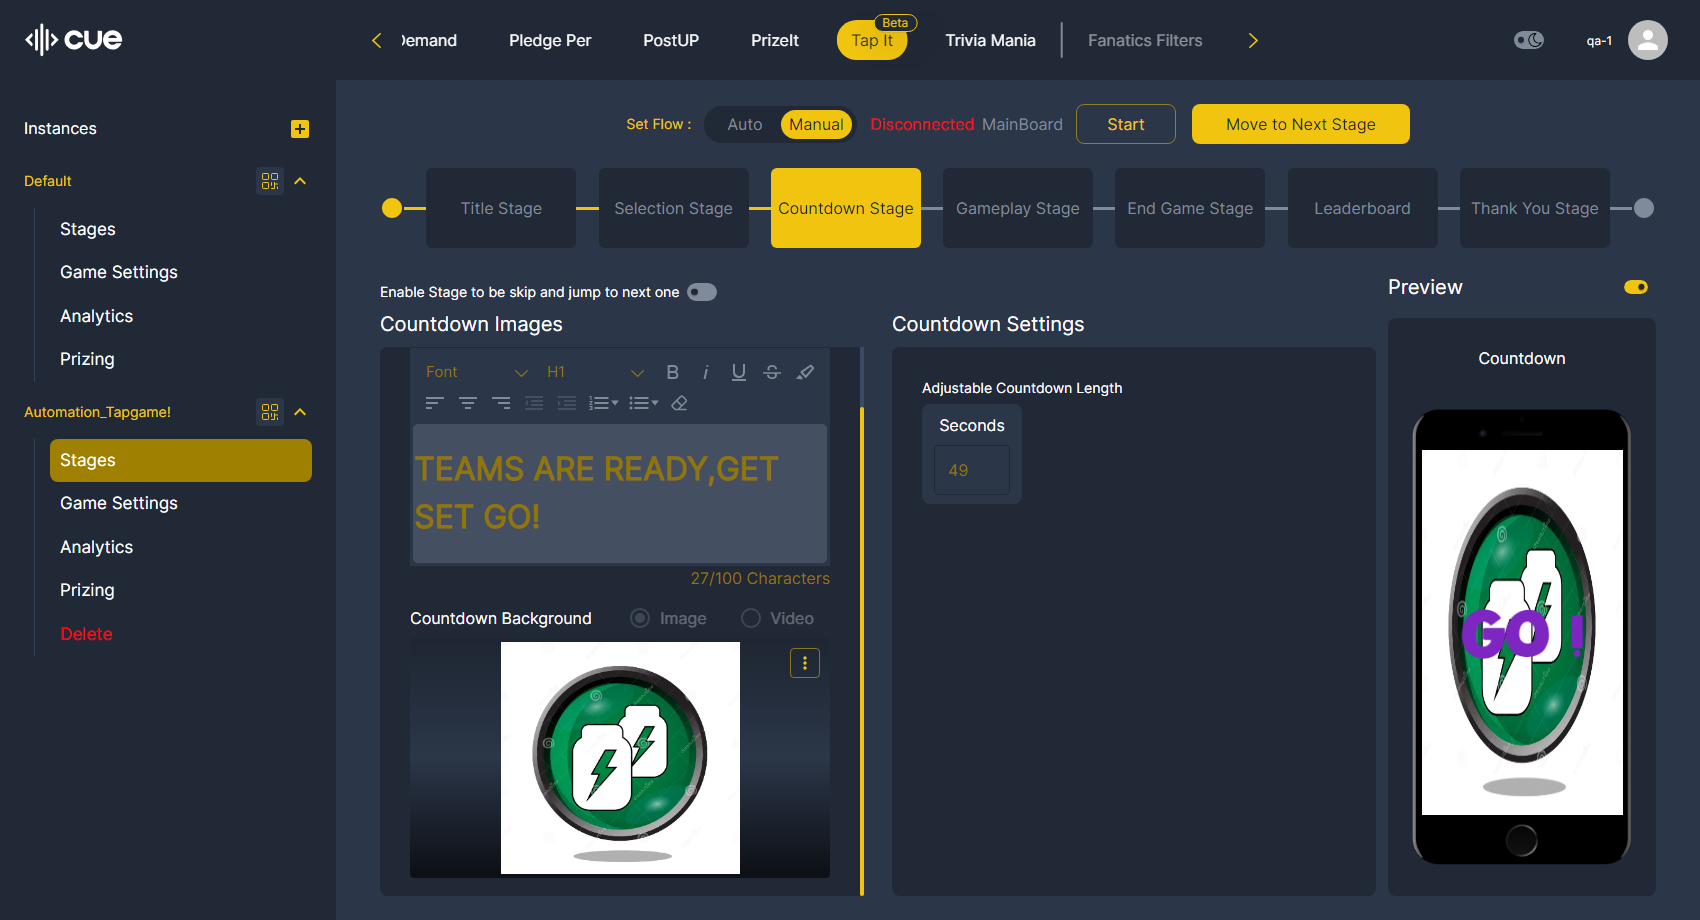 cue
Demand
Pledge Per
PostUP
PrizeIt
Tap It
Beta
Trivia Mania
Fanatics Filters
qa-1
Instances
Default
Stages
Game Settings
Analytics
Prizing
Automation_Tapgame!
Stages
Game Settings
Analytics
Prizing
Delete
Set Flow :
Auto
Manual
Disconnected MainBoard
Start
Move to Next Stage
Title Stage
Selection Stage
Countdown Stage
Gameplay Stage
End Game Stage
Leaderboard
Thank You Stage
Enable Stage to be skip and jump to next one
Countdown Images
Font
H1
B
i
U
S
TEAMS ARE READY,GET
SET GO!
27/100 Characters
Countdown Background
Image
Video
Countdown Settings
Adjustable Countdown Length
Seconds
49
Preview
Countdown
GO !